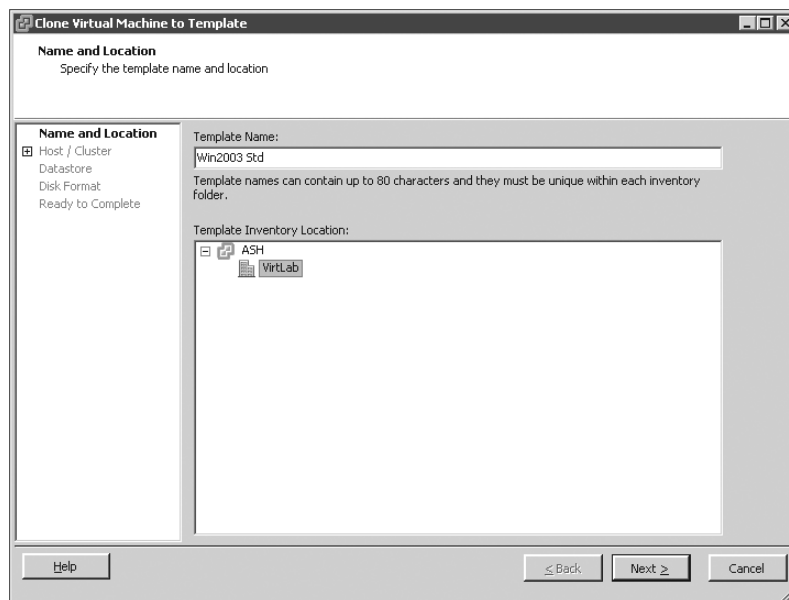 Clone Virtual Machine to Template
Name and Location
Specify the template name and location
Name and Location
Host / Cluster
Datastore
Disk Format
Ready to Complete
Template Name:
Win2003 Std
Template names can contain up to 80 characters and they must be unique within each inventory
folder.
Template Inventory Location:
ASH
VirtLab
Help
< Back
Next >
Cancel